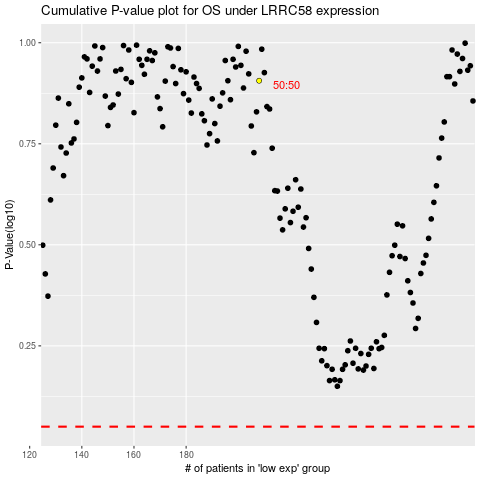 Cumulative P-value plot for OS under LRRC58 expression
1.00
50:50
0.75
P-Value(log10)
0.50
0.25
120 140 160 180
# of patients in 'low exp' group